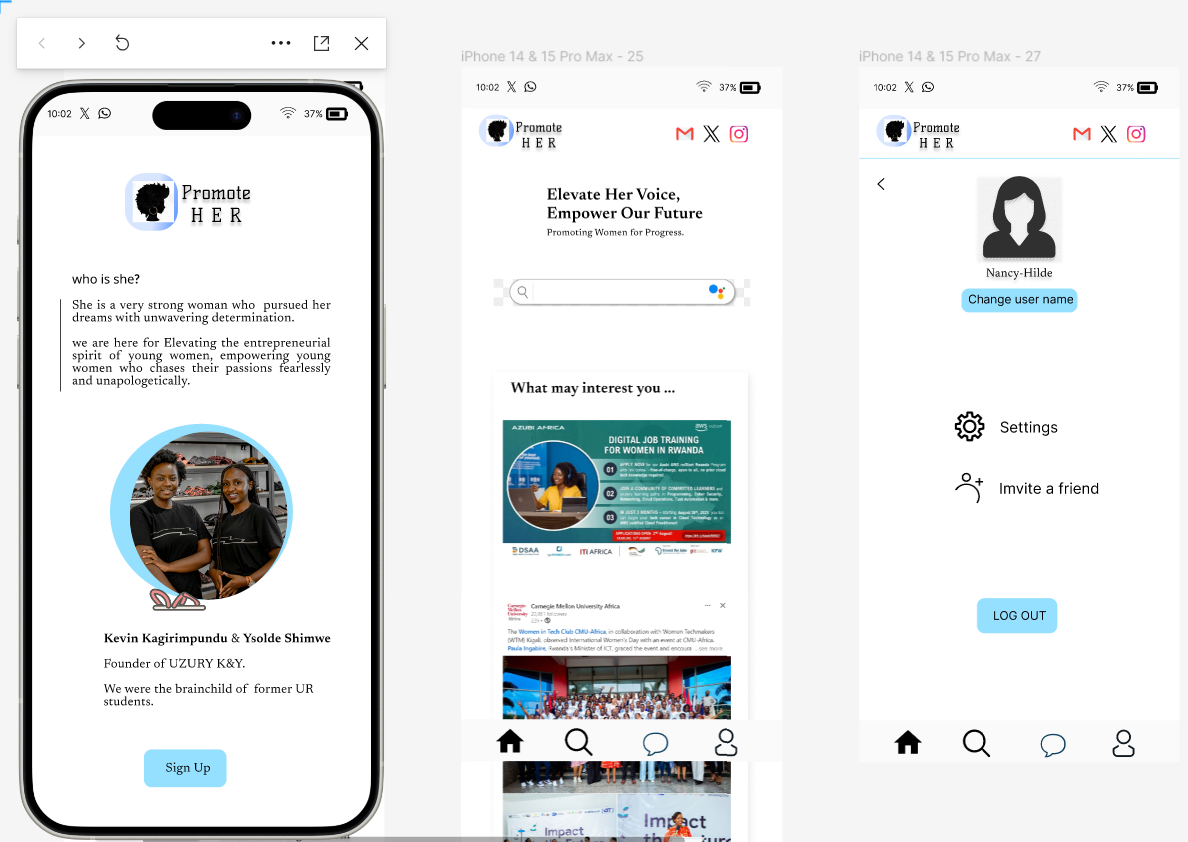 10:02
37%
Promote
HER
who is she?
She is a very strong woman who pursued her
dreams with unwavering determination.
we are here for Elevating the entrepreneurial
spirit of young women, empowering young
women who chases their passions fearlessly
and unapologetically.
Kevin Kagirimpundu & Ysolde Shimwe
Founder of UZURY K&Y.
We were the brainchild of former UR
students.
Sign Up
iPhone 14 & 15 Pro Max - 25
10:02
37%
Promote
HER
Elevate Her Voice,
Empower Our Future
Promoting Women for Progress.
What may interest you ...
AZUBI AFRICA
DIGITAL JOB TRAINING
FOR WOMEN IN RWANDA
01
02
03
DSAA
ITI AFRICA
Carnegie Mellon University Africa
The Women in Tech Club CMU-Africa, in collaboration with Women Techmakers
(WTM) Kigali, observed International Women's Day with an event at CMU-Africa.
Paula Ingabire, Rwanda's Minister of ICT, graced the event and encoura ...see more
Impact
Impact
iPhone 14 & 15 Pro Max - 27
10:02
37%
Promote
HER
Nancy-Hilde
Change user name
Settings
Imvite a friend
LOG OUT